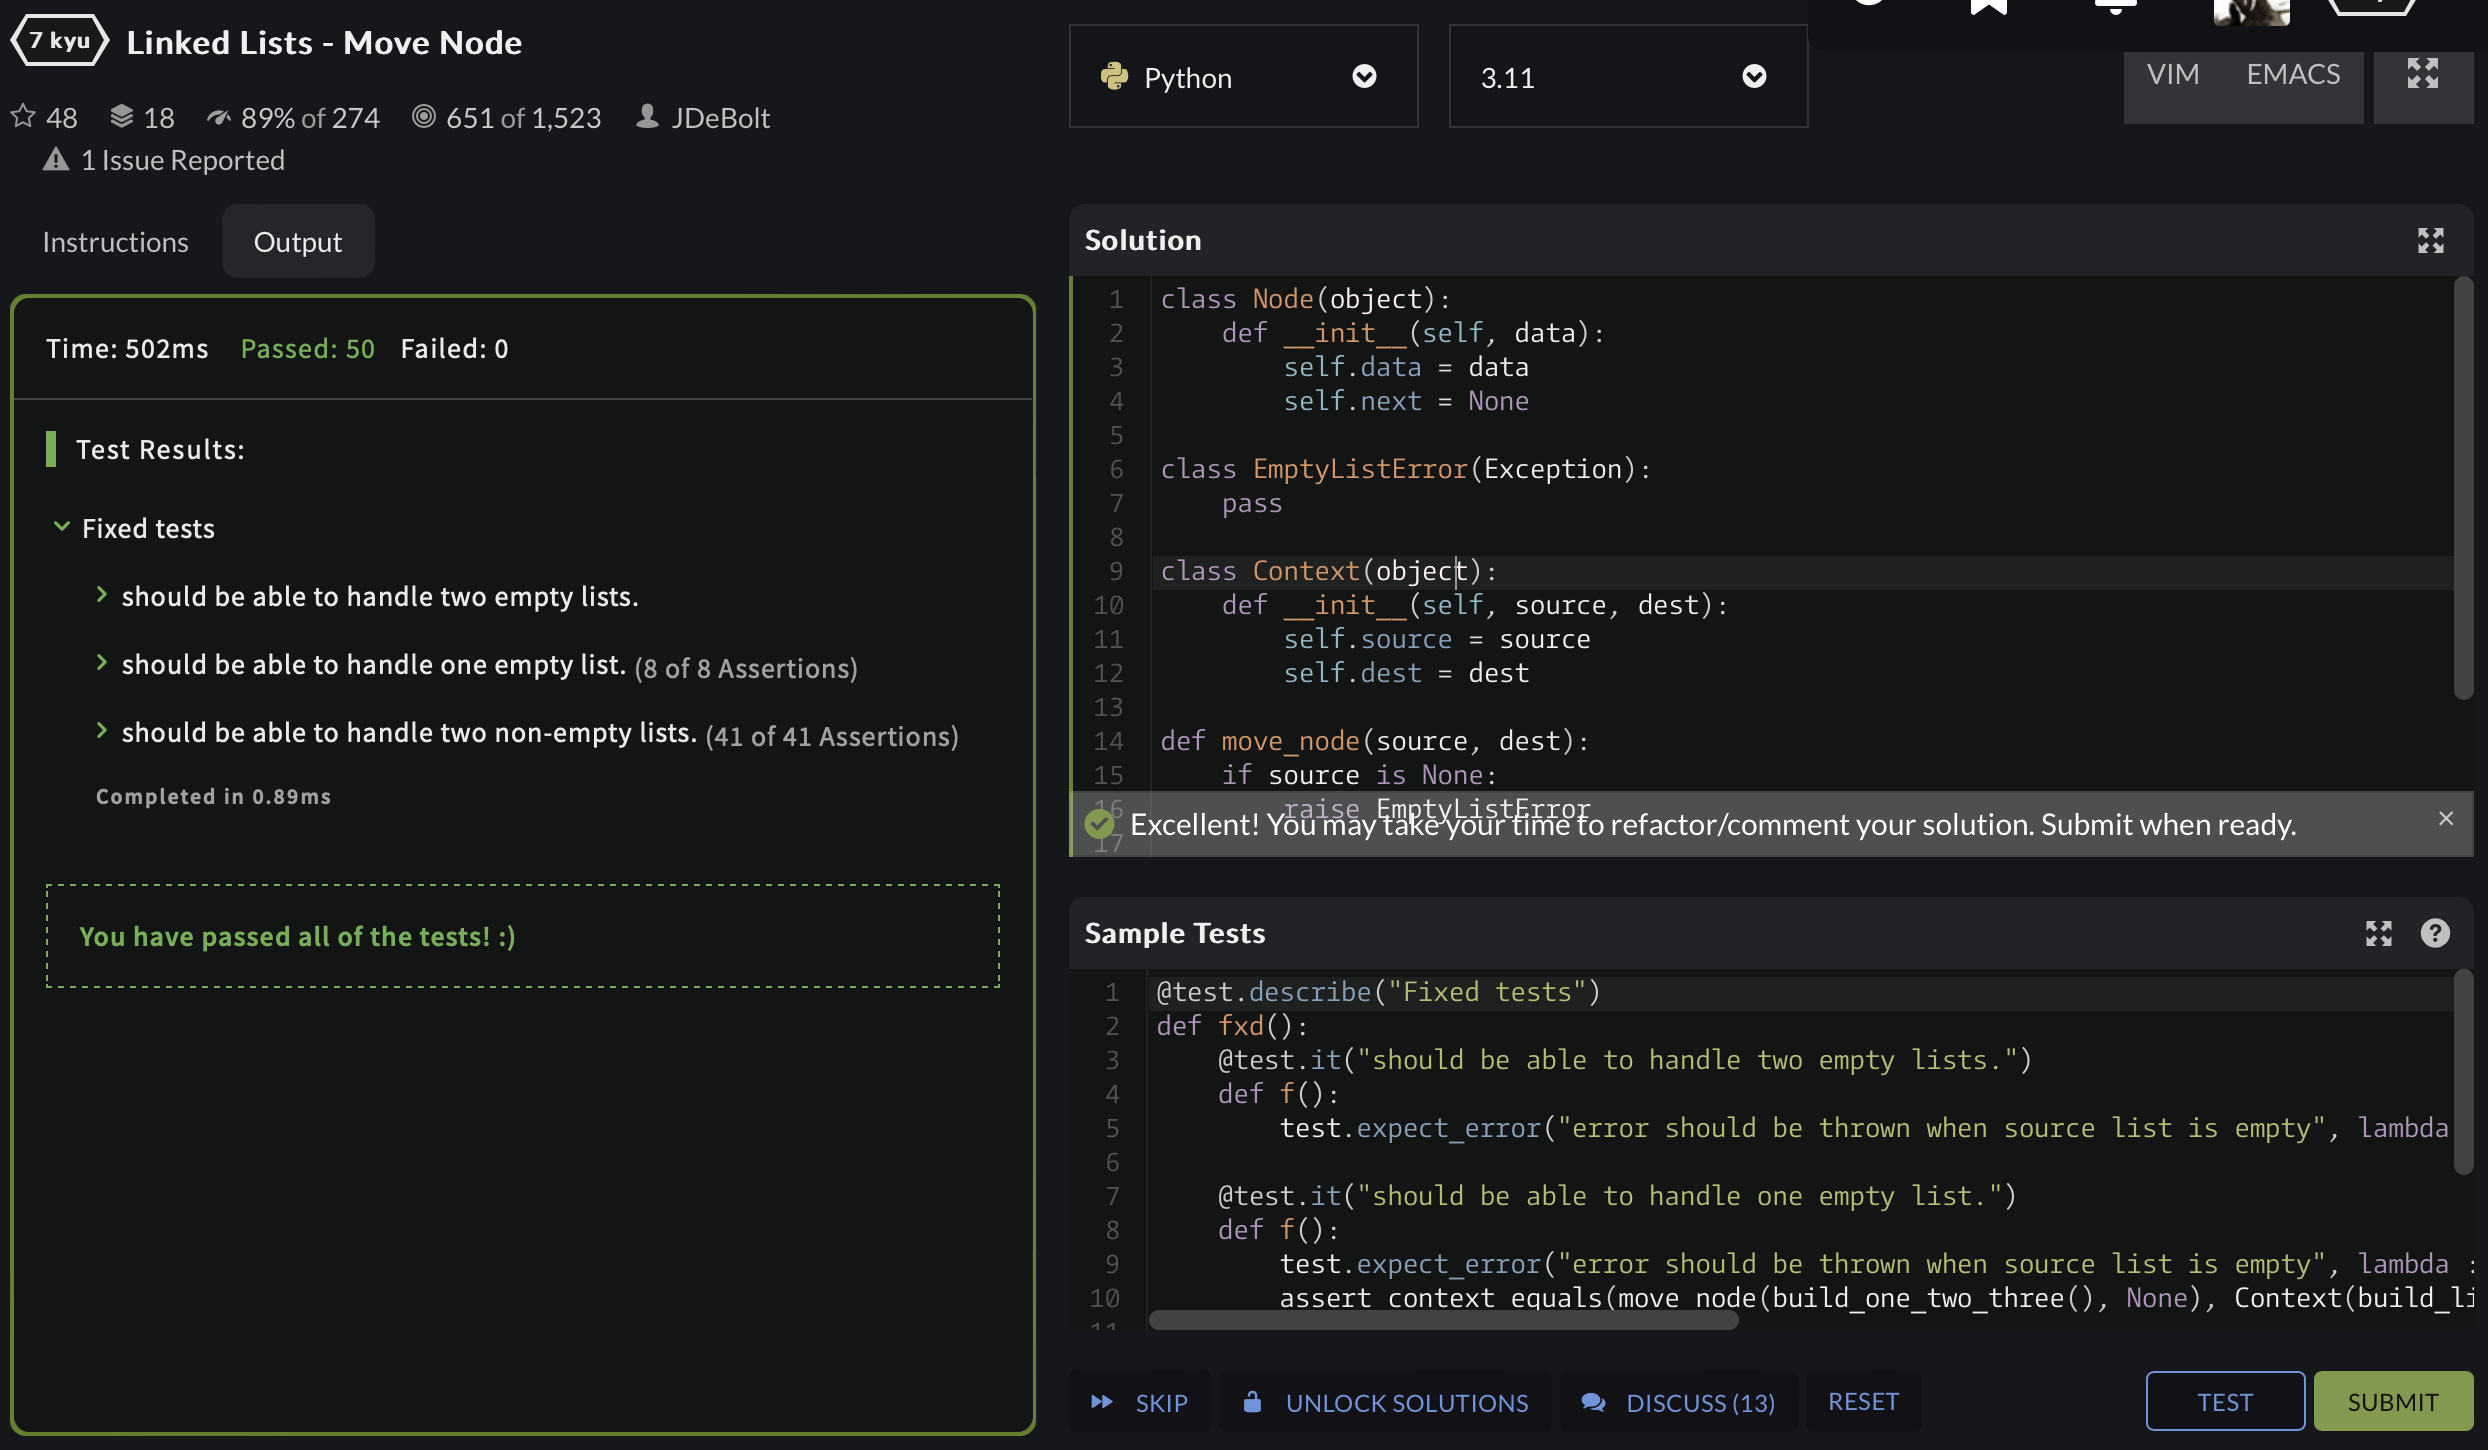 7 kyu
Linked Lists - Move Node
48 18 89% of 274 651 of 1,523 JDeBolt
1 Issue Reported
Instructions Output
Time: 502ms Passed: 50 Failed: 0
Test Results:
Fixed tests
should be able to handle two empty lists.
should be able to handle one empty list. (8 of 8 Assertions)
should be able to handle two non-empty lists. (41 of 41 Assertions)
Completed in 0.89ms
You have passed all of the tests! :)
Python 3.11 VIM EMACS
Solution
1 class Node(object):
2     def __init__(self, data):
3         self.data = data
4         self.next = None
5
6 class EmptyListError(Exception):
7     pass
8
9 class Context(object):
10     def __init__(self, source, dest):
11         self.source = source
12         self.dest = dest
13
14 def move_node(source, dest):
15     if source is None:
16         raise EmptyListError
17
Excellent! You may take your time to refactor/comment your solution. Submit when ready.
Sample Tests
1 @test.describe("Fixed tests")
2 def fxd():
3     @test.it("should be able to handle two empty lists.")
4     def f():
5         test.expect_error("error should be thrown when source list is empty", lambda
6
7     @test.it("should be able to handle one empty list.")
8     def f():
9         test.expect_error("error should be thrown when source list is empty", lambda :
10         assert_context_equals(move_node(build_one_two_three(), None), Context(build_li
11
SKIP UNLOCK SOLUTIONS DISCUSS (13) RESET TEST SUBMIT